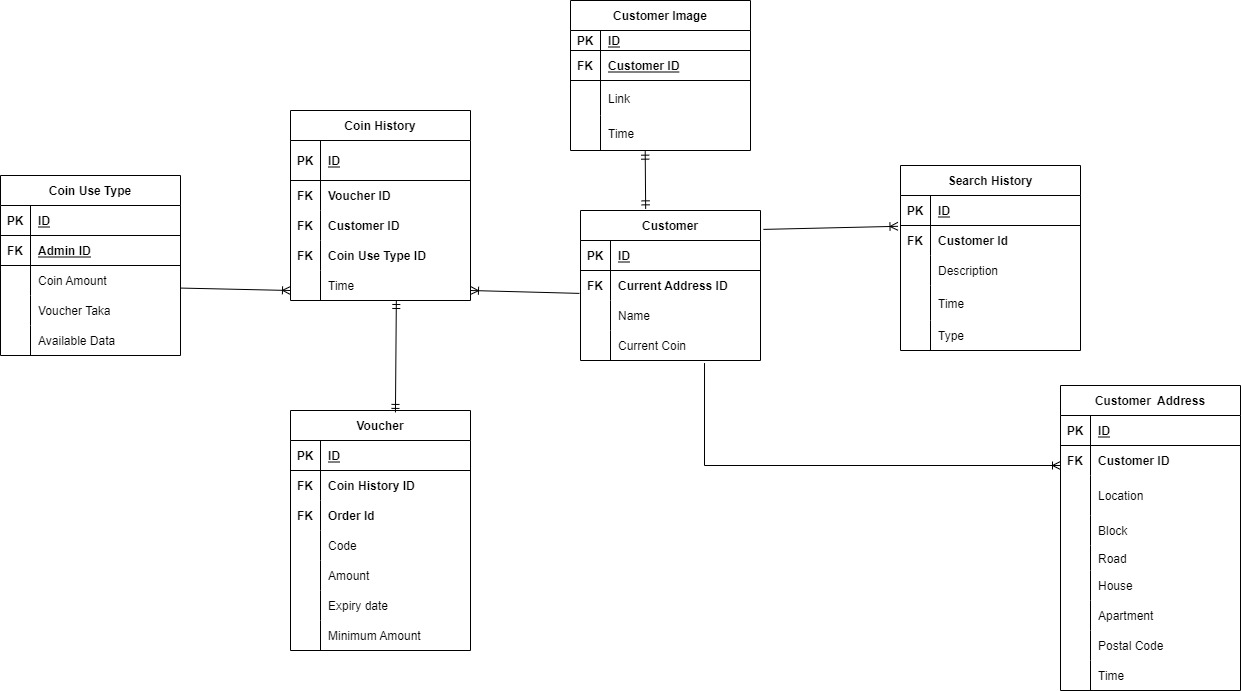 Customer Image
PK ID
FK Customer ID
Link
Time
Coin History
PK ID
FK Voucher ID
FK Customer ID
FK Coin Use Type ID
Time
Coin Use Type
PK ID
FK Admin ID
Coin Amount
Voucher Taka
Available Data
Customer
PK ID
FK Current Address ID
Name
Current Coin
Search History
PK ID
FK Customer Id
Description
Time
Type
Voucher
PK ID
FK Coin History ID
FK Order Id
Code
Amount
Expiry date
Minimum Amount
Customer Address
PK ID
FK Customer ID
Location
Block
Road
House
Apartment
Postal Code
Time